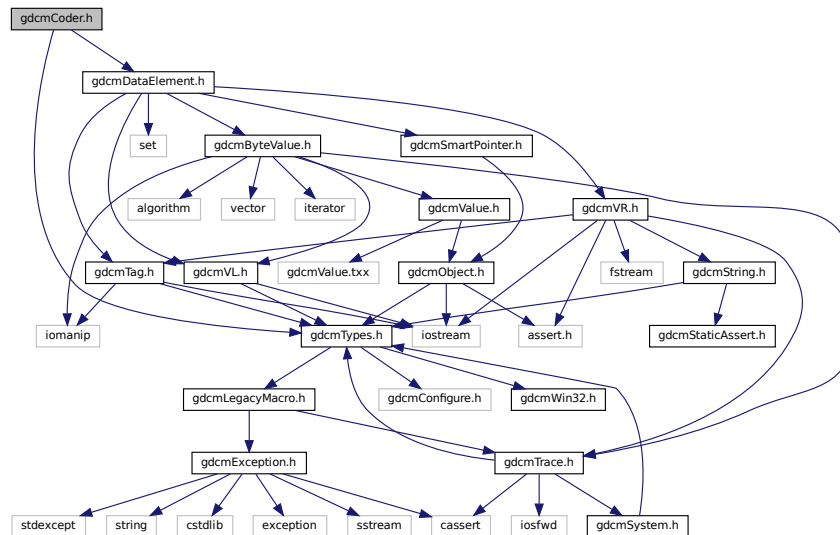 gdcmCoder.h
gdcmDataElement.h
set
gdcmByteValue.h
gdcmSmartPointer.h
algorithm
vector
iterator
gdcmValue.h
gdcmVR.h
gdcmTag.h
gdcmVL.h
gdcmValue.txx
gdcmObject.h
fstream
gdcmString.h
iomanip
gdcmTypes.h
iostream
assert.h
gdcmStaticAssert.h
gdcmLegacyMacro.h
gdcmConfigure.h
gdcmWin32.h
gdcmException.h
gdcmTrace.h
stdexcept
string
cstdlib
exception
sstream
cassert
iosfwd
gdcmSystem.h